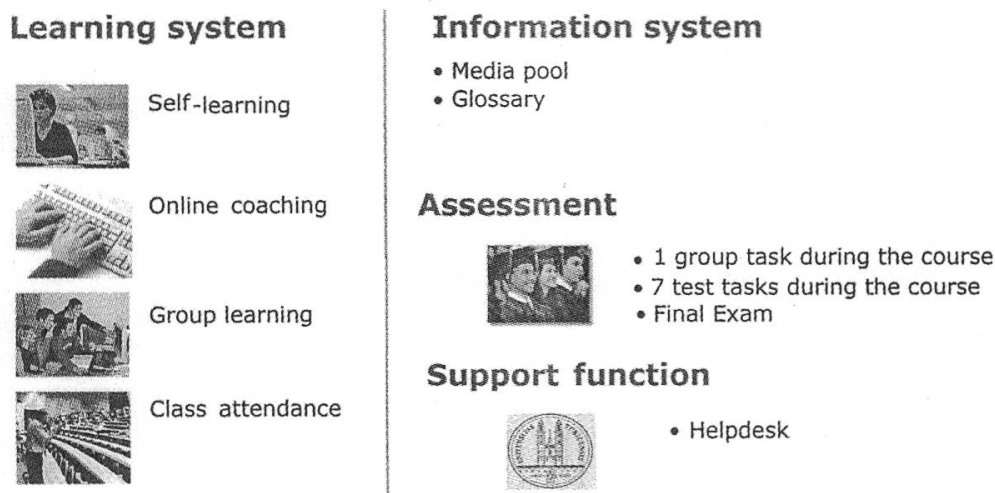 Learning system
Self-learning
Online coaching
Group learning
Class attendance
Information system
• Media pool
• Glossary
Assessment
• 1 group task during the course
• 7 test tasks during the course
• Final Exam
Support function
• Helpdesk